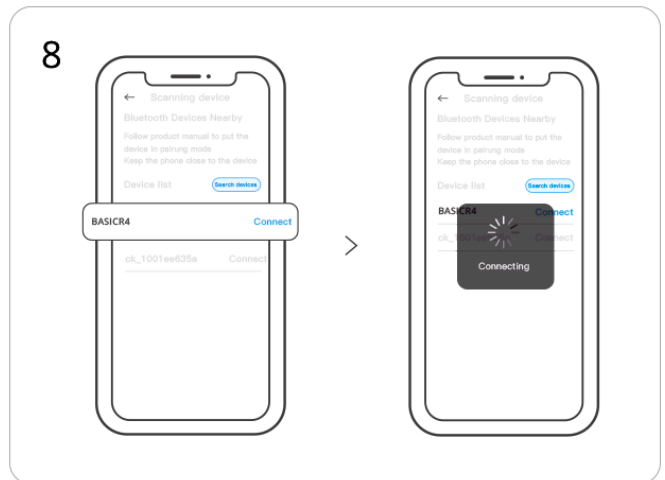 8
← Scanning device
Bluetooth Devices Nearby
Follow product manual to put the
device in pairung mode
Keep the phone close to the device
Device list Search devices
BASICR4 Connect
ck_1001ee635a Connect
>
← Scanning device
Bluetooth Devices Nearby
Follow product manual to put the
device in pairung mode
Keep the phone close to the device
Device list Search devices
BASICR4 Connect
Connect
Connecting